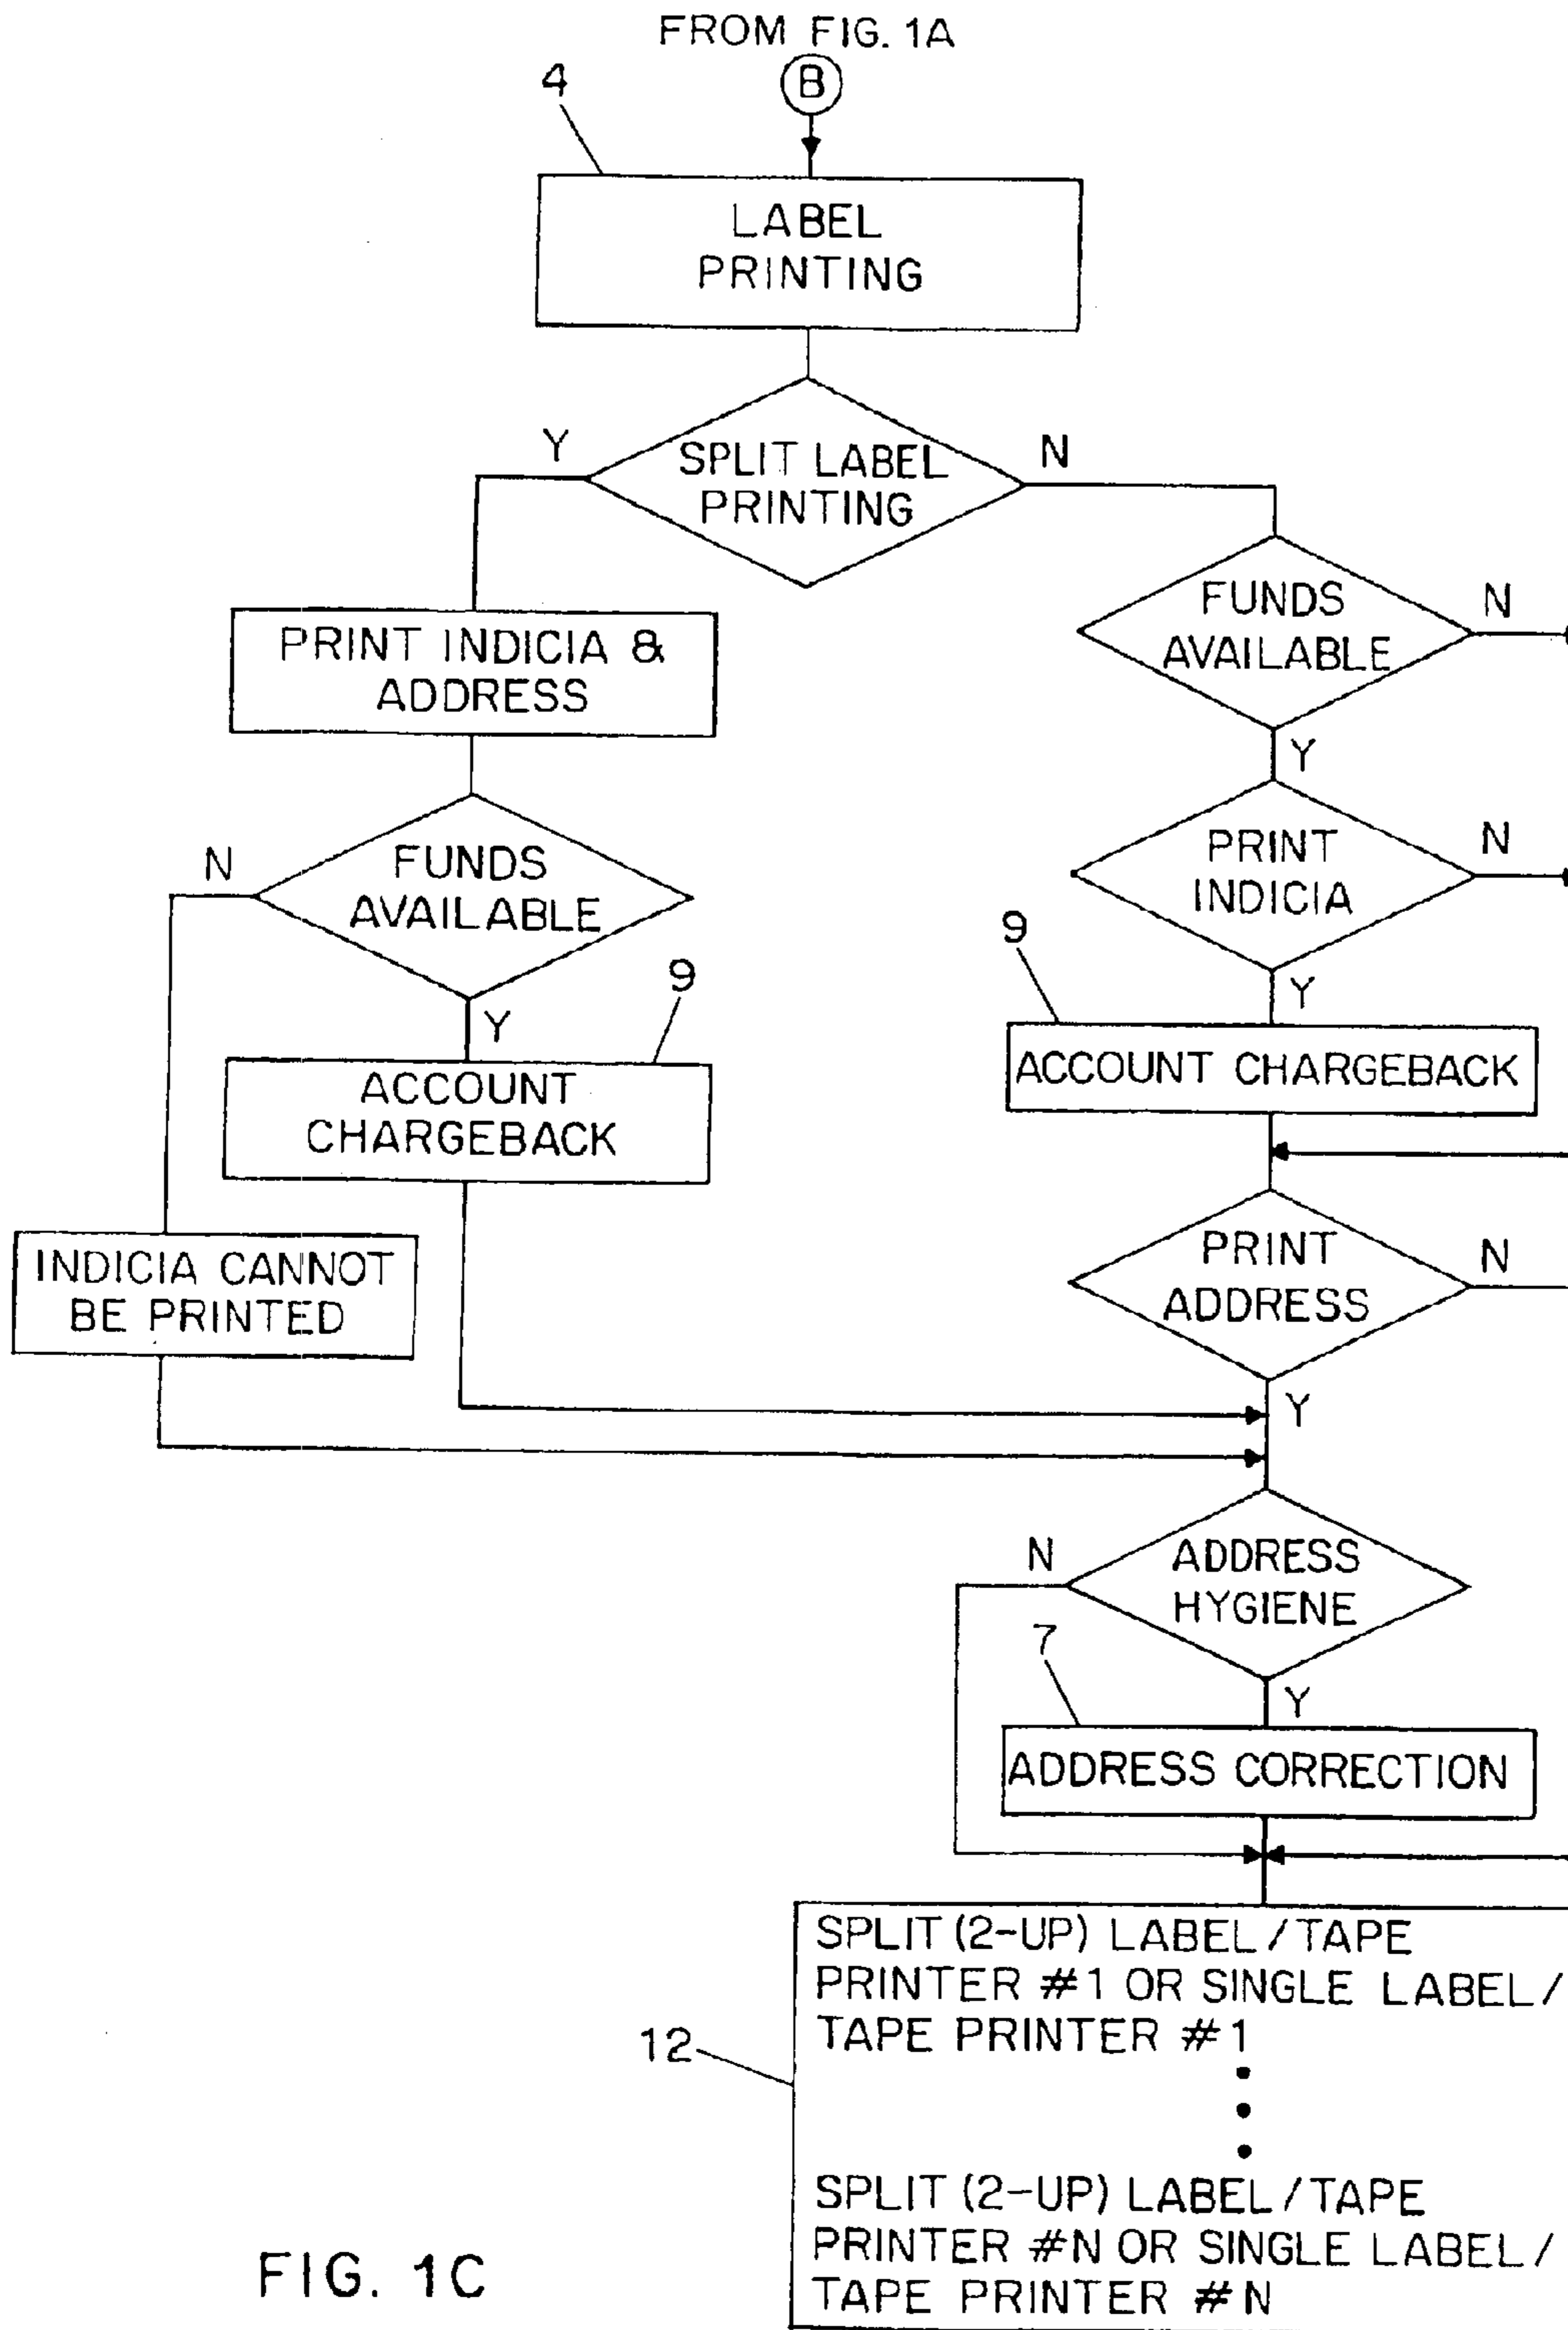 FROM FIG. 1A
B
4
LABEL
PRINTING
Y
SPLIT LABEL
PRINTING
N
PRINT INDICIA &
ADDRESS
FUNDS
AVAILABLE
N
Y
N
FUNDS
AVAILABLE
PRINT
INDICIA
N
9
Y
9
Y
ACCOUNT
CHARGEBACK
ACCOUNT CHARGEBACK
INDICIA CANNOT
BE PRINTED
PRINT
ADDRESS
N
Y
N
ADDRESS
HYGIENE
7
Y
ADDRESS CORRECTION
12
SPLIT (2-UP) LABEL / TAPE
PRINTER #1 OR SINGLE LABEL /
TAPE PRINTER #1
SPLIT (2-UP) LABEL / TAPE
PRINTER #N OR SINGLE LABEL /
TAPE PRINTER #N
FIG. 1C